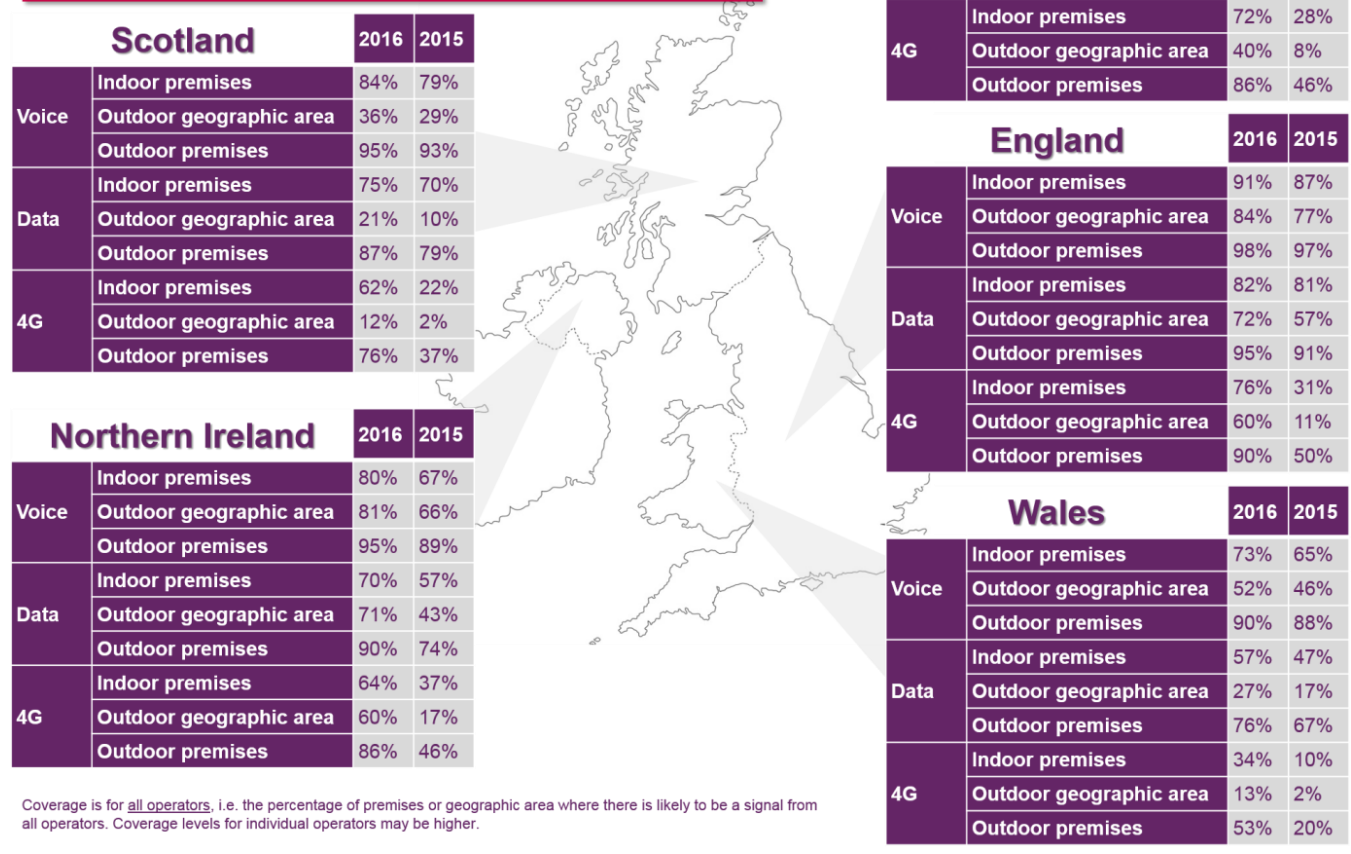 Scotland 2016 2015
Voice Indoor premises 84% 79%
Outdoor geographic area 36% 29%
Outdoor premises 95% 93%
Data Indoor premises 75% 70%
Outdoor geographic area 21% 10%
Outdoor premises 87% 79%
4G Indoor premises 62% 22%
Outdoor geographic area 12% 2%
Outdoor premises 76% 37%
Northern Ireland 2016 2015
Voice Indoor premises 80% 67%
Outdoor geographic area 81% 66%
Outdoor premises 95% 89%
Data Indoor premises 70% 57%
Outdoor geographic area 71% 43%
Outdoor premises 90% 74%
4G Indoor premises 64% 37%
Outdoor geographic area 60% 17%
Outdoor premises 86% 46%
Coverage is for all operators, i.e. the percentage of premises or geographic area where there is likely to be a signal from
all operators. Coverage levels for individual operators may be higher.
4G Indoor premises 72% 28%
Outdoor geographic area 40% 8%
Outdoor premises 86% 46%
England 2016 2015
Voice Indoor premises 91% 87%
Outdoor geographic area 84% 77%
Outdoor premises 98% 97%
Data Indoor premises 82% 81%
Outdoor geographic area 72% 57%
Outdoor premises 95% 91%
4G Indoor premises 76% 31%
Outdoor geographic area 60% 11%
Outdoor premises 90% 50%
Wales 2016 2015
Voice Indoor premises 73% 65%
Outdoor geographic area 52% 46%
Outdoor premises 90% 88%
Data Indoor premises 57% 47%
Outdoor geographic area 27% 17%
Outdoor premises 76% 67%
4G Indoor premises 34% 10%
Outdoor geographic area 13% 2%
Outdoor premises 53% 20%